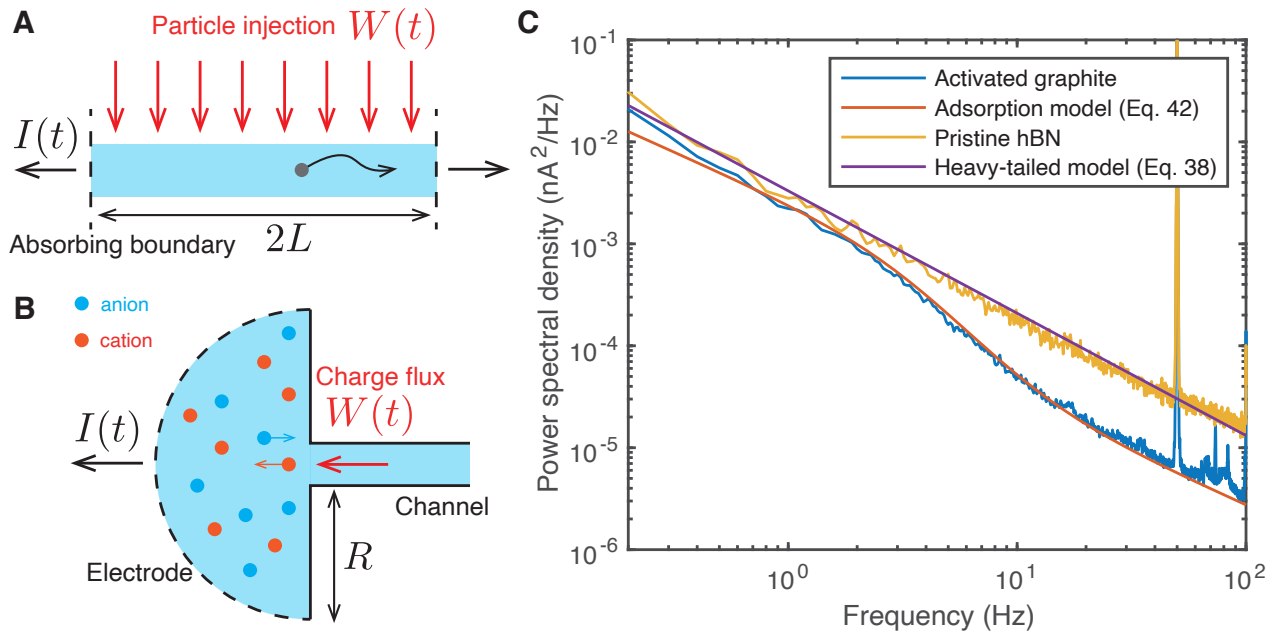 A
Particle injection W(t)
I(t)
2L
Absorbing boundary
B
anion
cation
Charge flux
W(t)
I(t)
Channel
R
Electrode
C
Power spectral density (nA²/Hz)
10⁻¹
10⁻²
10⁻³
10⁻⁴
10⁻⁵
10⁻⁶
Activated graphite
Adsorption model (Eq. 42)
Pristine hBN
Heavy-tailed model (Eq. 38)
10⁰ 10¹ 10²
Frequency (Hz)